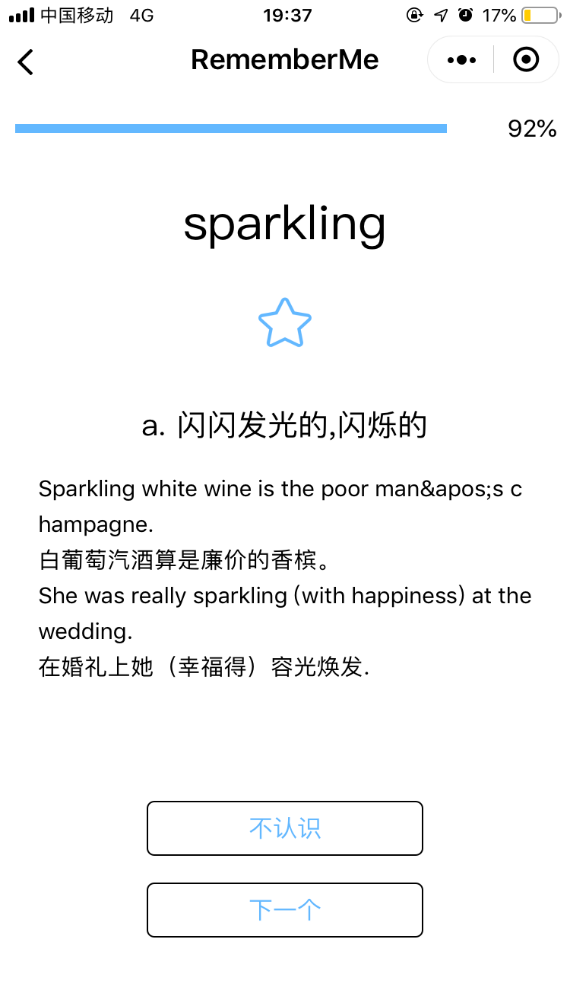 中国移动 4G 19:37 17%
RememberMe
92%
sparkling
a. 闪闪发光的,闪烁的
Sparkling white wine is the poor man&apos;s c
hampagne.
白葡萄汽酒算是廉价的香槟。
She was really sparkling (with happiness) at the
wedding.
在婚礼上她（幸福得）容光焕发.
不认识
下一个